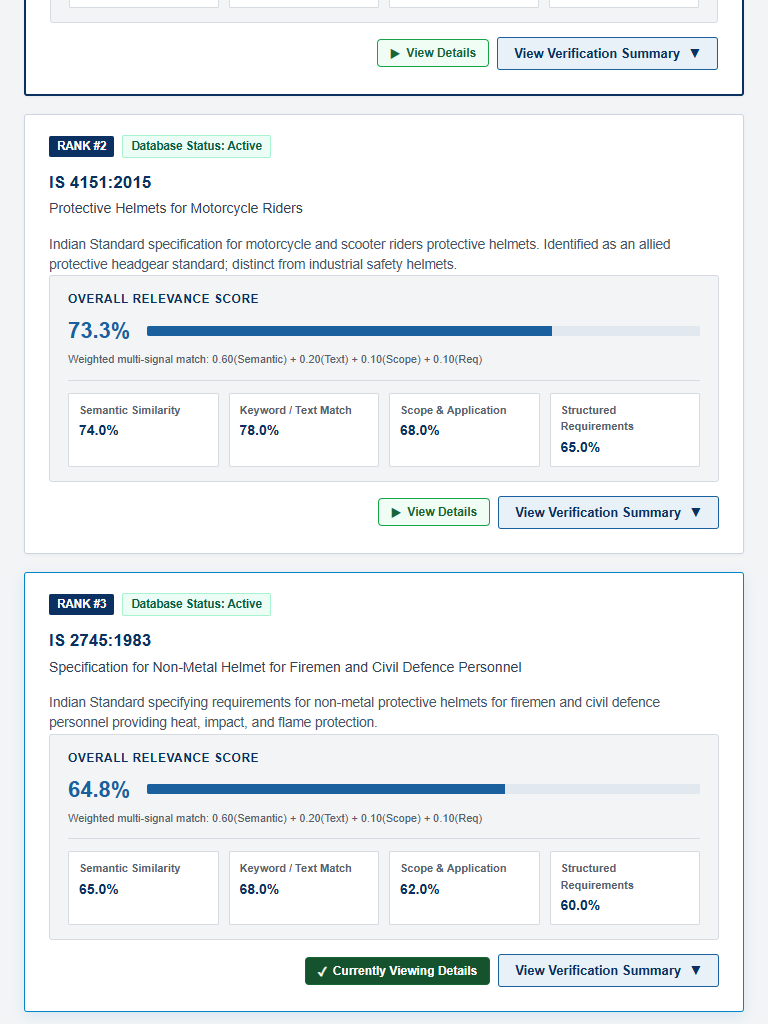 ▶ View Details
View Verification Summary ▼
RANK #2
Database Status: Active
IS 4151:2015
Protective Helmets for Motorcycle Riders
Indian Standard specification for motorcycle and scooter riders protective helmets. Identified as an allied
protective headgear standard; distinct from industrial safety helmets.
OVERALL RELEVANCE SCORE
73.3%
Weighted multi-signal match: 0.60(Semantic) + 0.20(Text) + 0.10(Scope) + 0.10(Req)
Semantic Similarity
74.0%
Keyword / Text Match
78.0%
Scope & Application
68.0%
Structured
Requirements
65.0%
▶ View Details
View Verification Summary ▼
RANK #3
Database Status: Active
IS 2745:1983
Specification for Non-Metal Helmet for Firemen and Civil Defence Personnel
Indian Standard specifying requirements for non-metal protective helmets for firemen and civil defence
personnel providing heat, impact, and flame protection.
OVERALL RELEVANCE SCORE
64.8%
Weighted multi-signal match: 0.60(Semantic) + 0.20(Text) + 0.10(Scope) + 0.10(Req)
Semantic Similarity
65.0%
Keyword / Text Match
68.0%
Scope & Application
62.0%
Structured
Requirements
60.0%
✓ Currently Viewing Details
View Verification Summary ▼